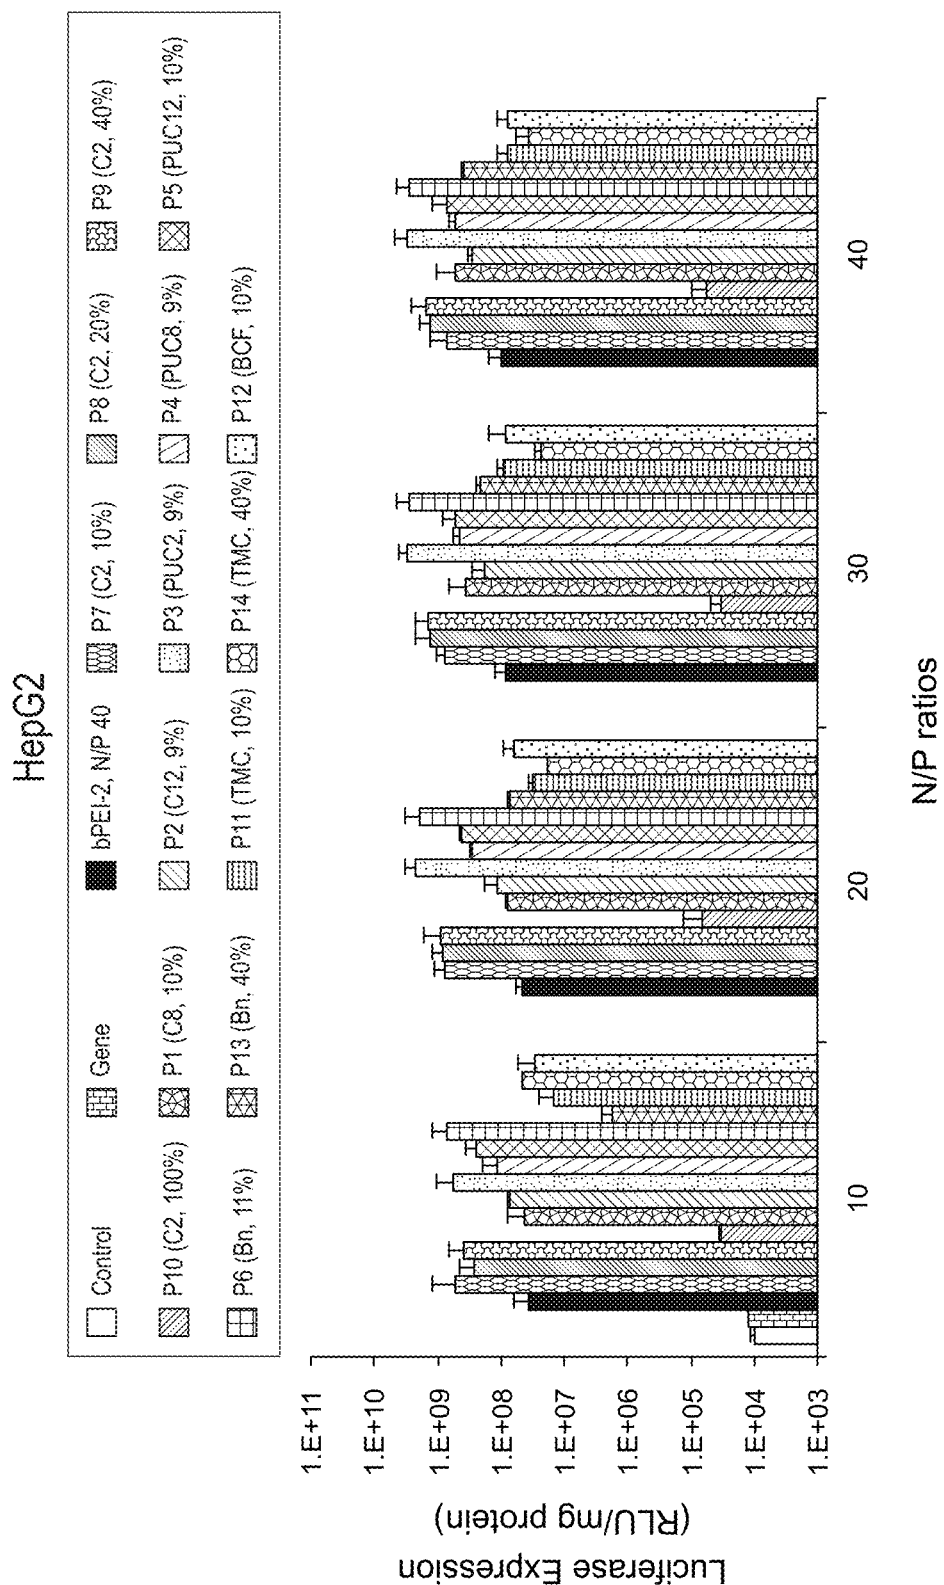 HepG2
Control
Gene
bPEI-2, N/P 40
P7 (C2, 10%)
P8 (C2, 20%)
P9 (C2, 40%)
P10 (C2, 100%)
P1 (C8, 10%)
P2 (C12, 9%)
P3 (PUC2, 9%)
P4 (PUC8, 9%)
P5 (PUC12, 10%)
P6 (Bn, 11%)
P13 (Bn, 40%)
P11 (TMC, 10%)
P14 (TMC, 40%)
P12 (BCF, 10%)
Luciferase Expression
(RLU/mg protein)
1.E+11
1.E+10
1.E+09
1.E+08
1.E+07
1.E+06
1.E+05
1.E+04
1.E+03
10
20
30
40
N/P ratios